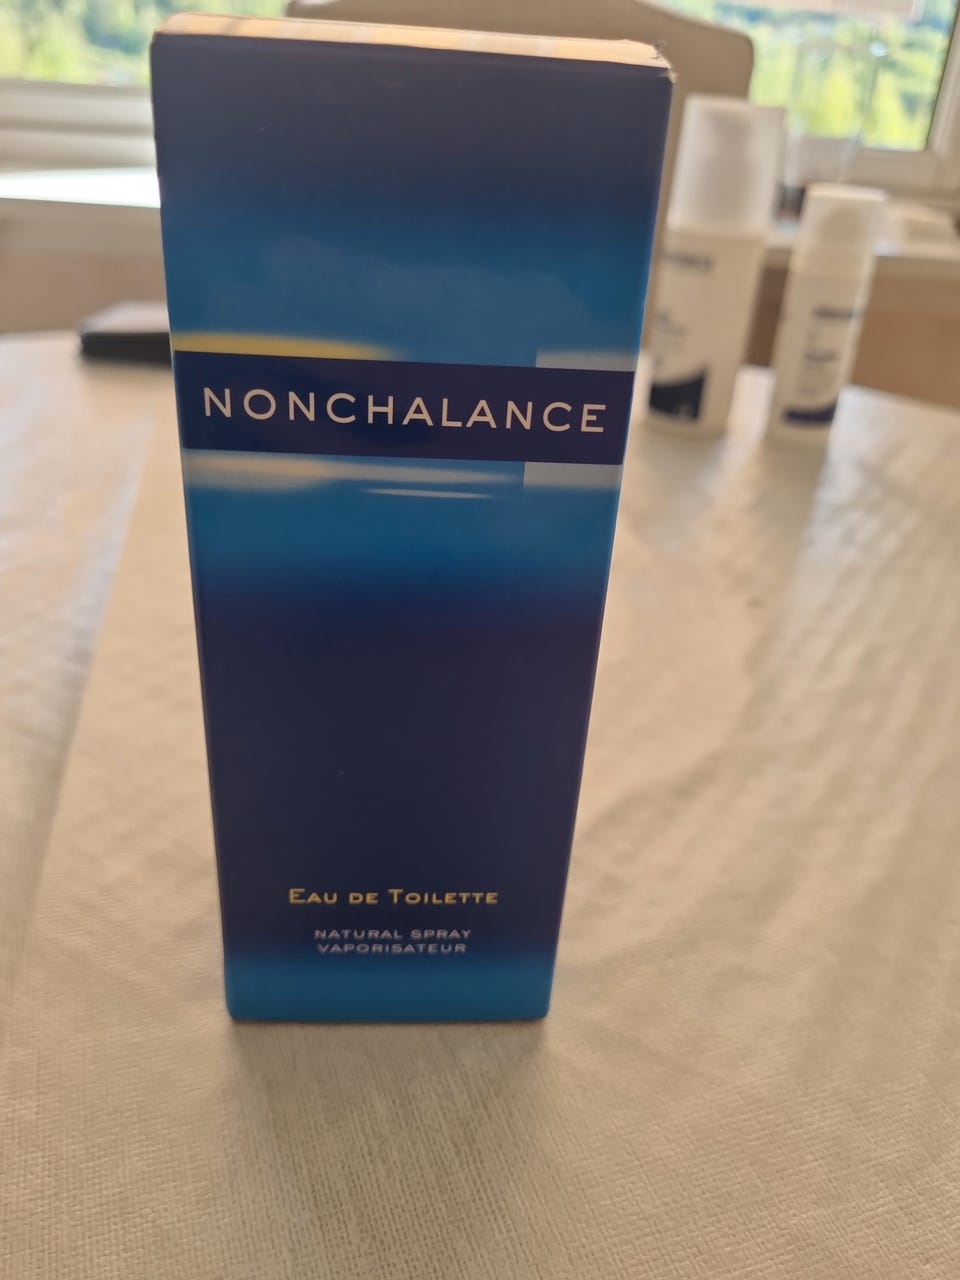 NONCHALANCE
EAU DE TOILETTE
NATURAL SPRAY
VAPORISATEUR